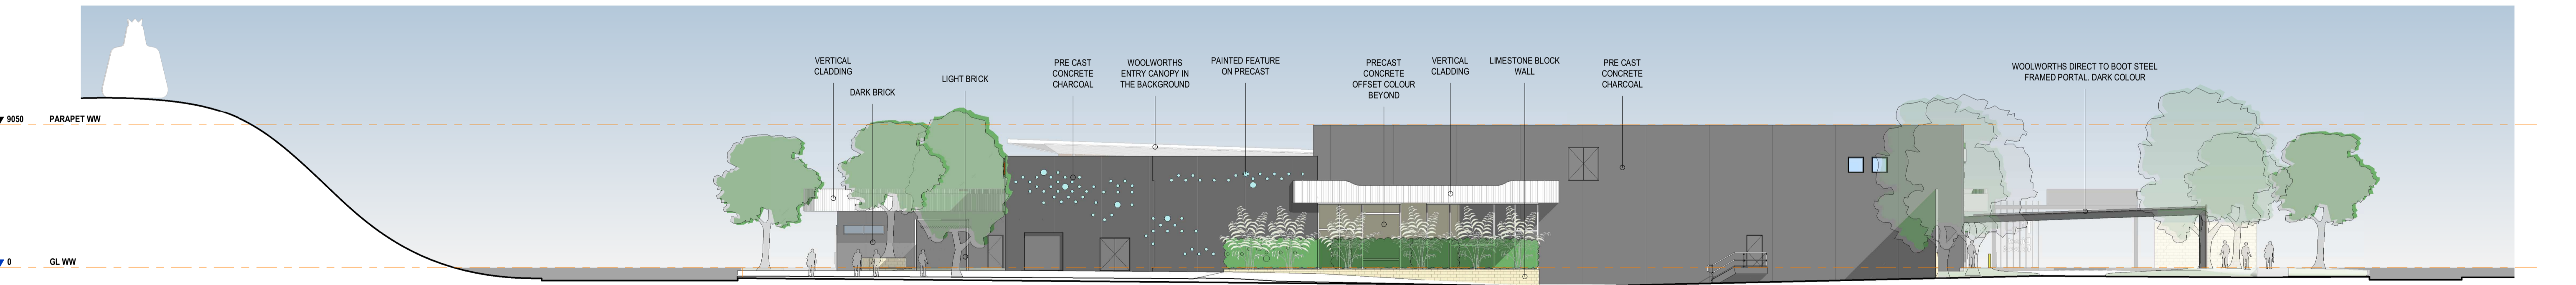 VERTICAL
CLADDING
DARK BRICK
LIGHT BRICK
PRE CAST
CONCRETE
CHARCOAL
WOOLWORTHS
ENTRY CANOPY IN
THE BACKGROUND
PAINTED FEATURE
ON PRECAST
PRECAST
CONCRETE
OFFSET COLOUR
BEYOND
VERTICAL
CLADDING
LIMESTONE BLOCK
WALL
PRE CAST
CONCRETE
CHARCOAL
WOOLWORTHS DIRECT TO BOOT STEEL
FRAMED PORTAL. DARK COLOUR
9050 PARAPET WW
0 GL WW